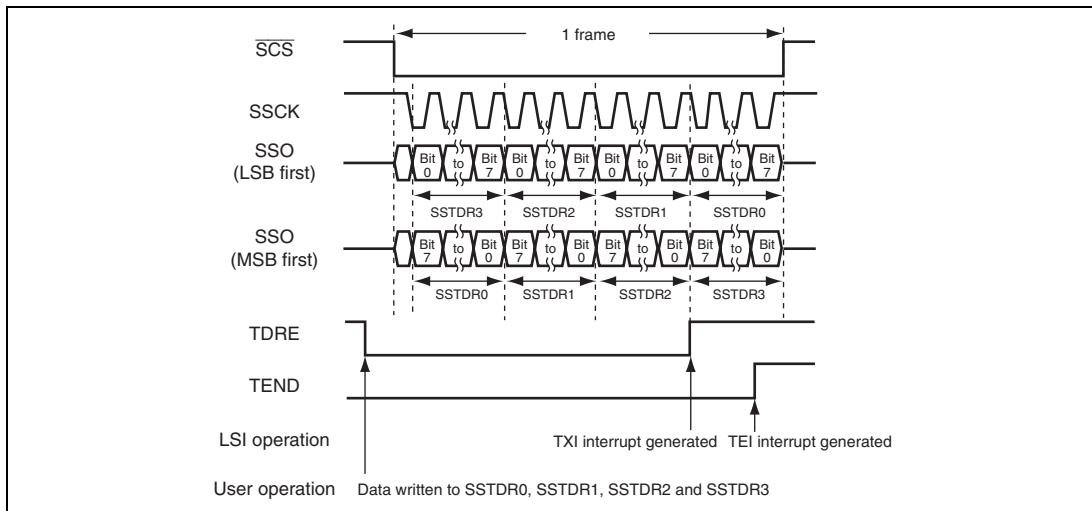 1 frame
SCS
SSCK
SSO
(LSB first)
Bit 0 to Bit 7 Bit 0 to Bit 7 Bit 0 to Bit 7 Bit 0 to Bit 7
SSTDR3 SSTDR2 SSTDR1 SSTDR0
SSO
(MSB first)
Bit 7 to Bit 0 Bit 7 to Bit 0 Bit 7 to Bit 0 Bit 7 to Bit 0
SSTDR0 SSTDR1 SSTDR2 SSTDR3
TDRE
TEND
LSI operation TXI interrupt generated TEI interrupt generated
User operation Data written to SSTDR0, SSTDR1, SSTDR2 and SSTDR3